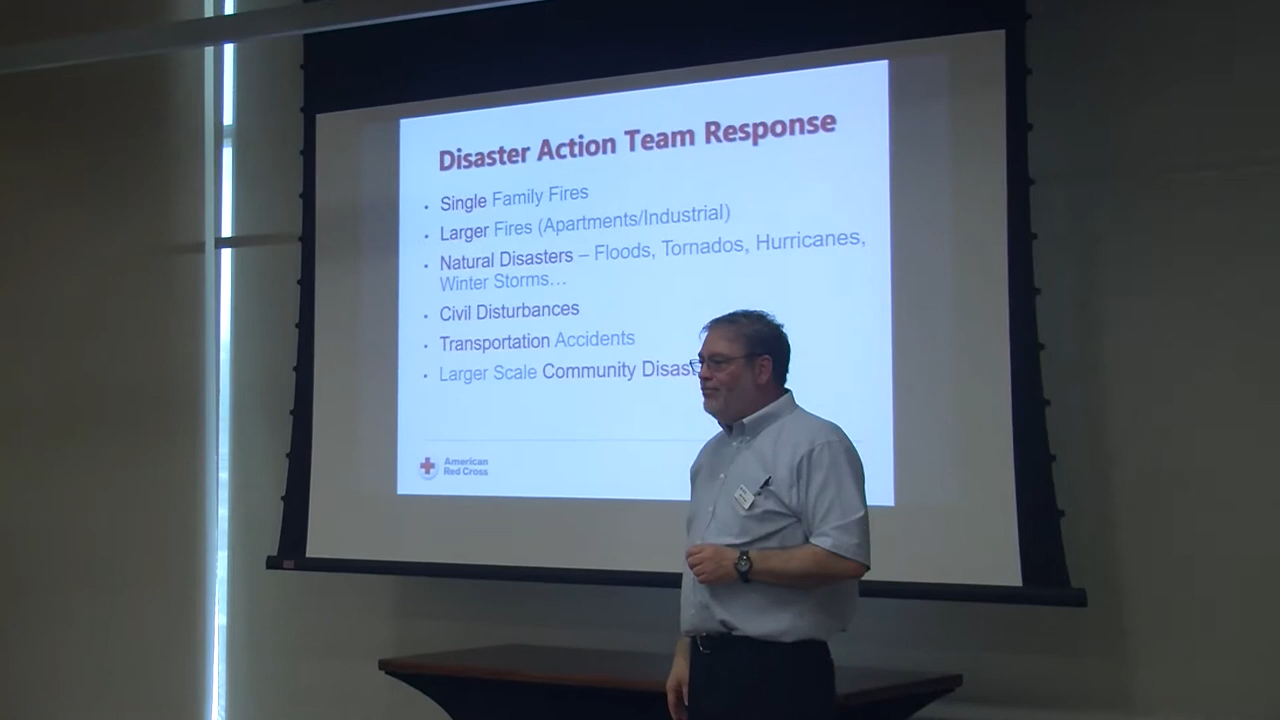 Disaster Action Team Response
• Single Family Fires
• Larger Fires (Apartments/Industrial)
• Natural Disasters – Floods, Tornados, Hurricanes,
Winter Storms…
• Civil Disturbances
• Transportation Accidents
• Larger Scale Community Disast
American
Red Cross